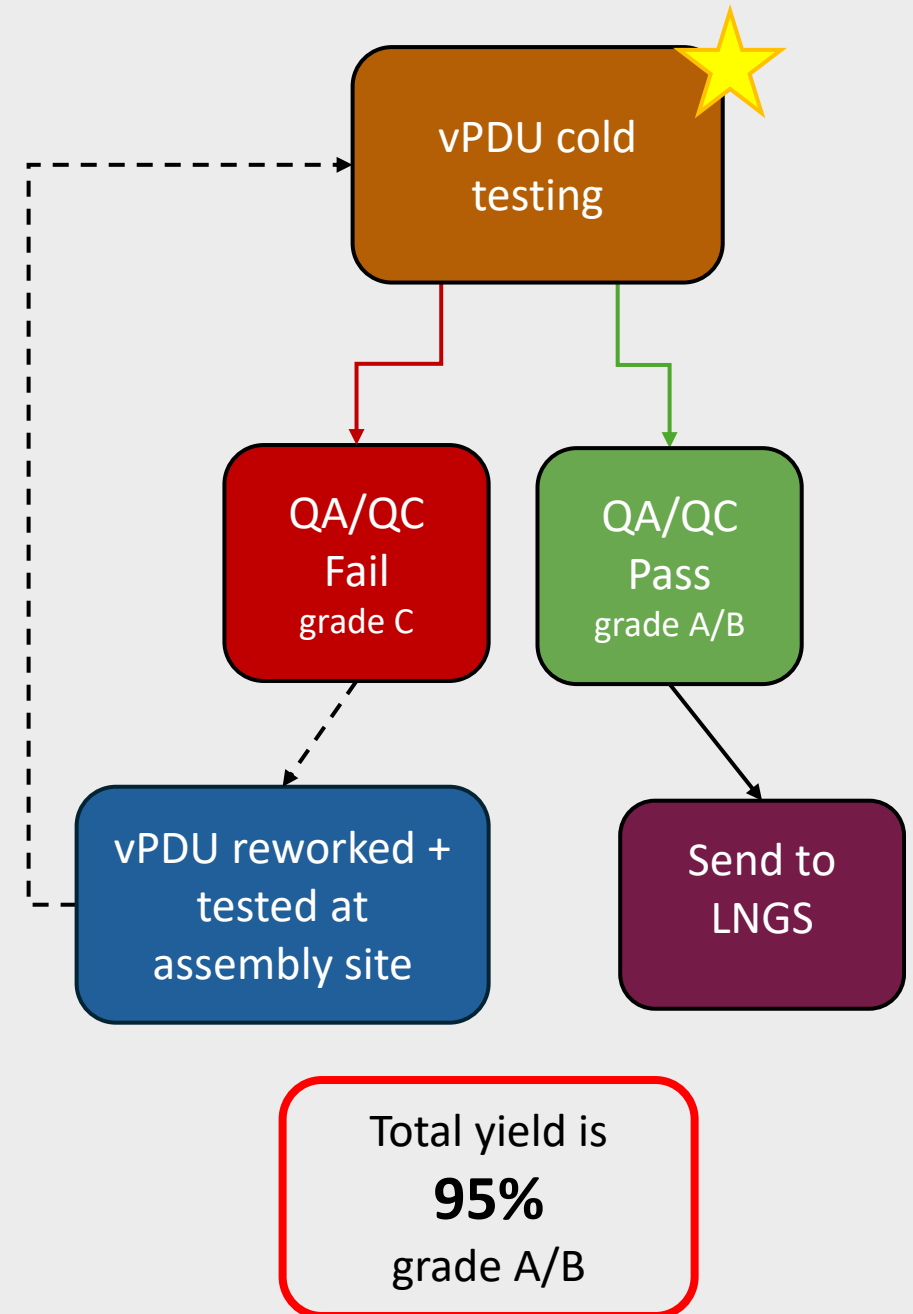 vPDU cold
testing
QA/QC
Fail
grade C
QA/QC
Pass
grade A/B
vPDU reworked +
tested at
assembly site
Send to
LNGS
Total yield is
95%
grade A/B